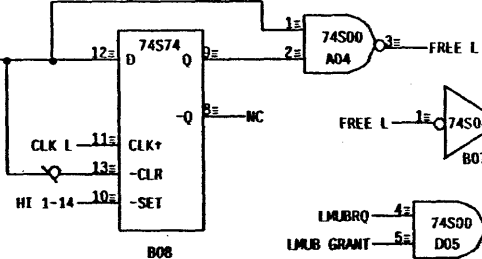 1 74S00 3 FREE L
12 D 74S74 Q 9 2 A04
-Q 8 NC
FREE L 1 74S0
CLK L 11 CLK↑
B07
13 -CLR
HI 1-14 10 -SET
LMUBRQ 4 74S00
LMUB GRANT 5 D05
B08